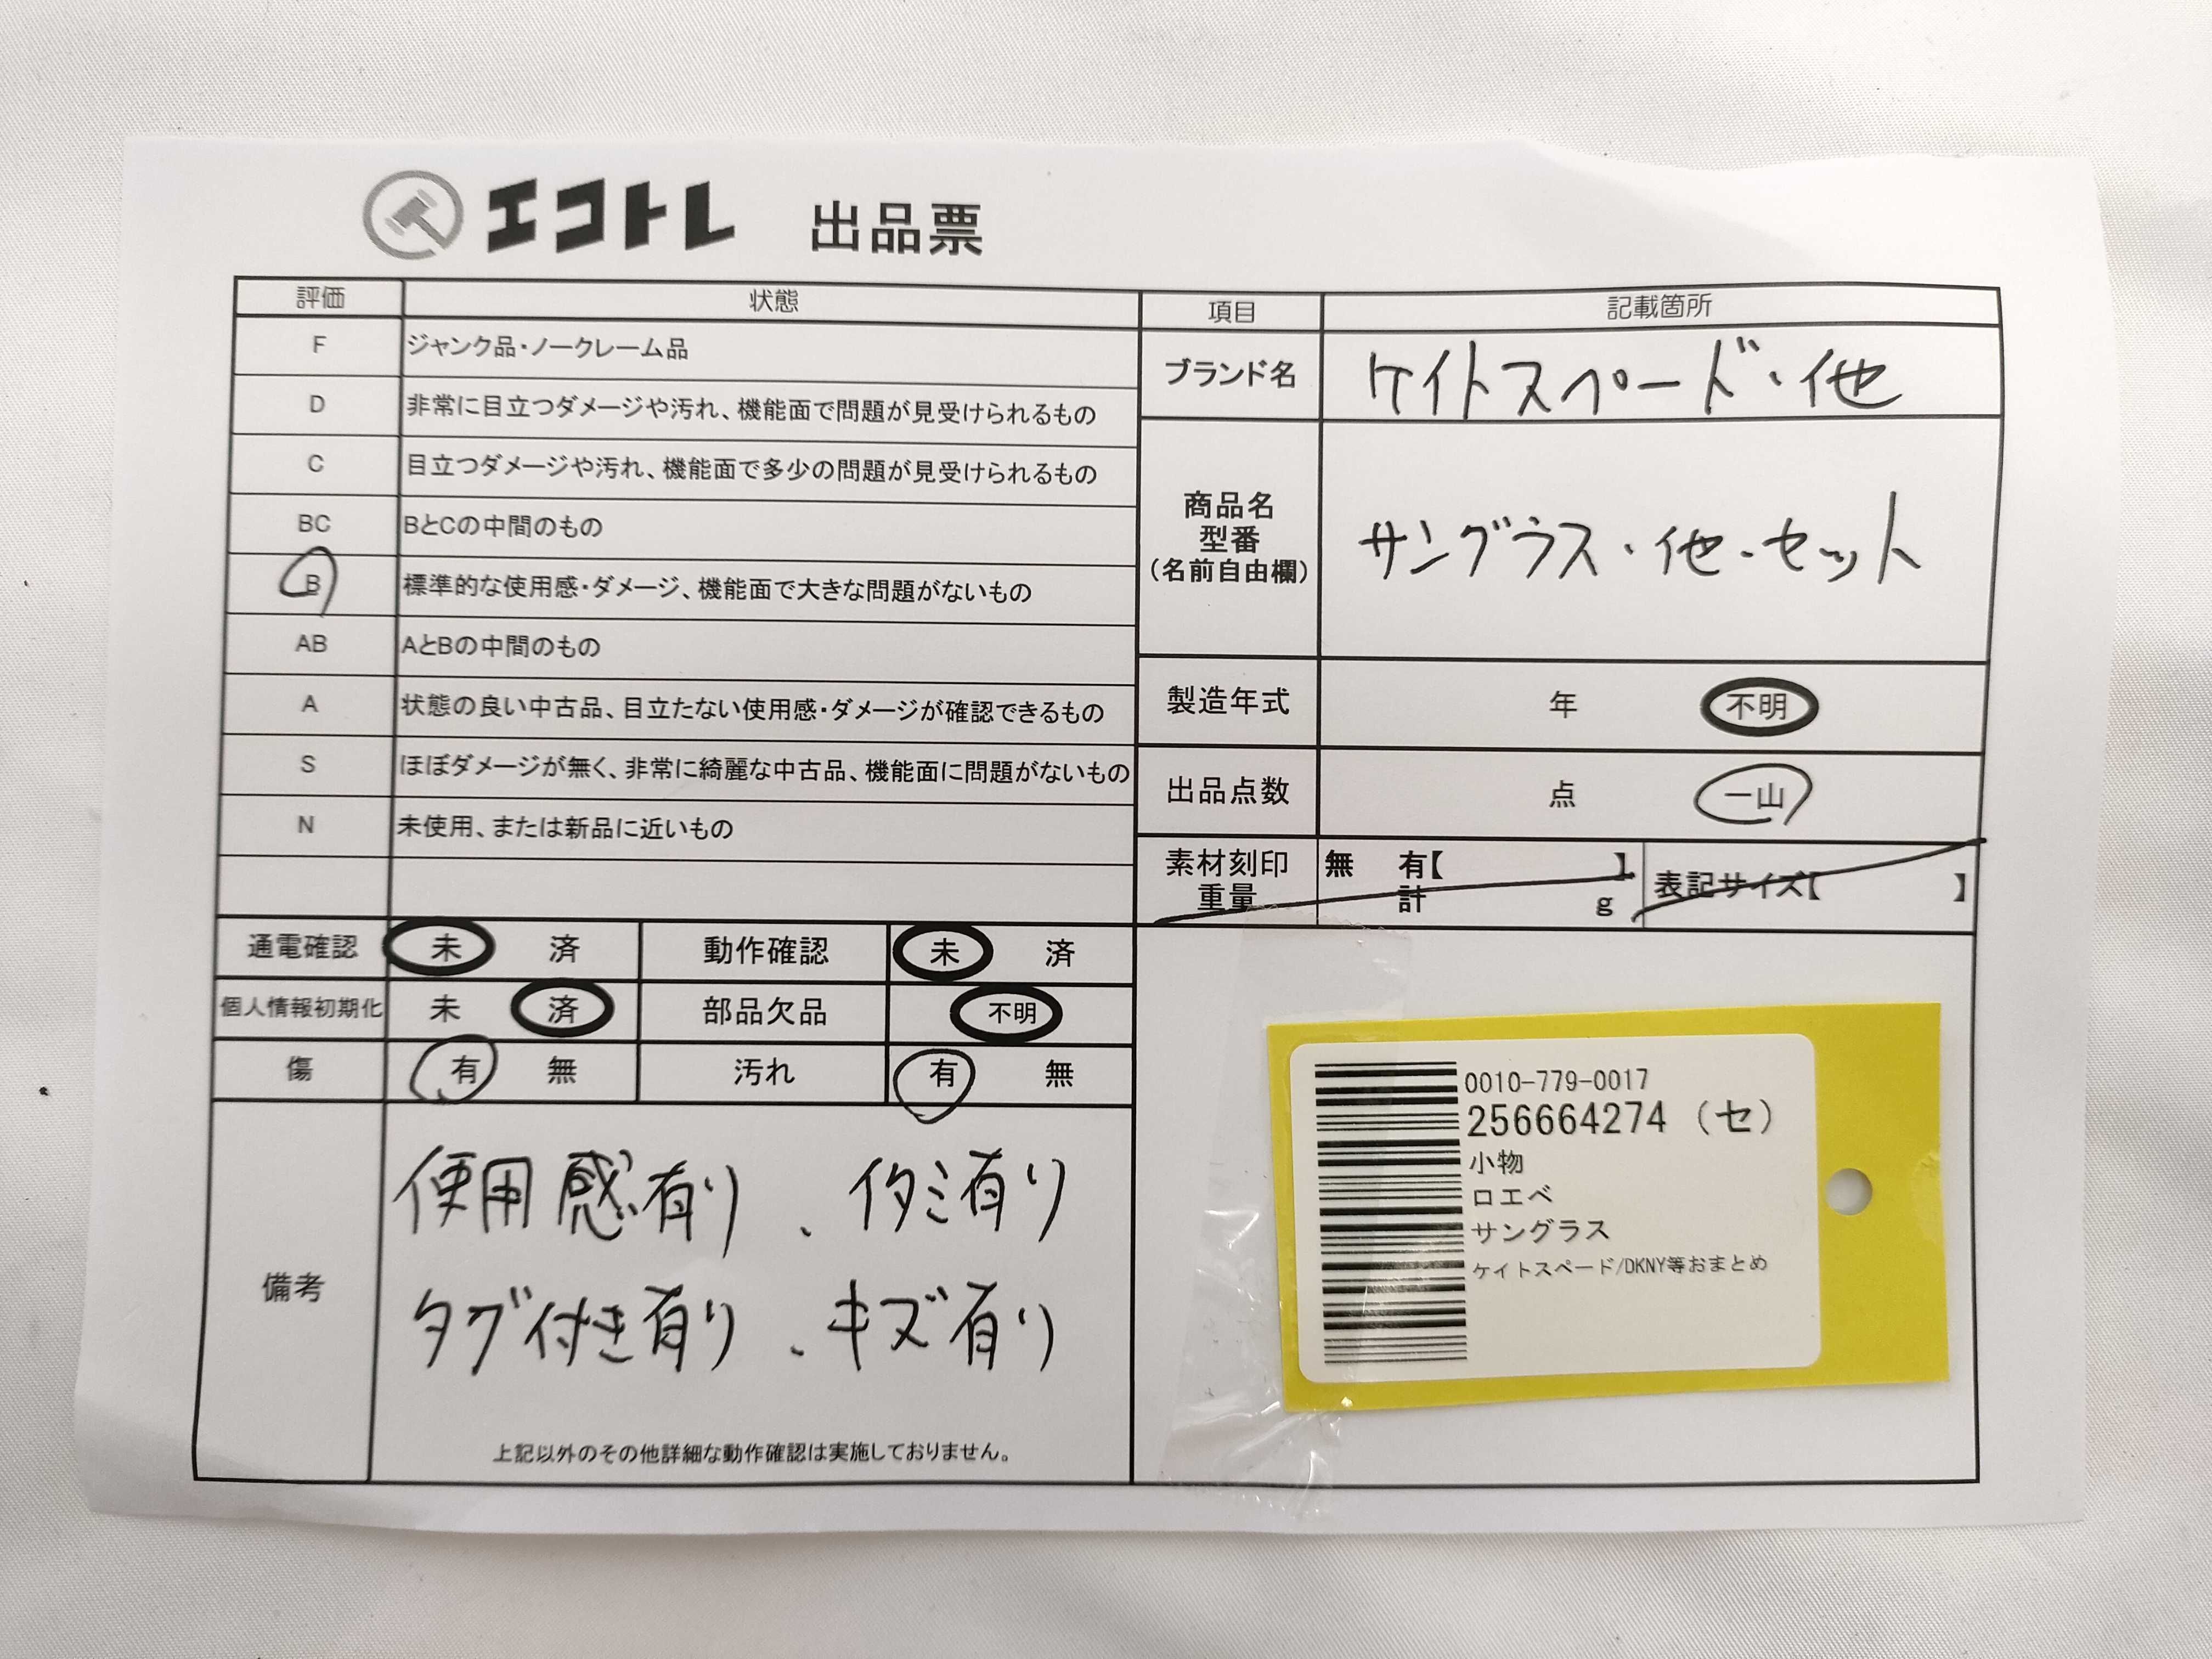 エコトレ 出品票
評価 状態
F ジャンク品・ノークレーム品
D 非常に目立つダメージや汚れ、機能面で問題が見受けられるもの
C 目立つダメージや汚れ、機能面で多少の問題が見受けられるもの
BC BとCの中間のもの
B 標準的な使用感・ダメージ、機能面で大きな問題がないもの
AB AとBの中間のもの
A 状態の良い中古品、目立たない使用感・ダメージが確認できるもの
S ほぼダメージが無く、非常に綺麗な中古品、機能面に問題がないもの
N 未使用、または新品に近いもの
項目 記載箇所
ブランド名 ケイトスペード・他
商品名
型番
(名前自由欄)
サングラス・他・セット
製造年式 年 不明
出品点数 点 一山
素材刻印 無 有【 】
重量 計 g
表記サイズ【 】
通電確認 未 済 動作確認 未 済
個人情報初期化 未 済 部品欠品 不明
傷 有 無 汚れ 有 無
備考
使用感有り、イタミ有り
タグ付き有り、キズ有り
上記以外のその他詳細な動作確認は実施しておりません。
0010-779-0017
256664274 (セ)
小物
ロエベ
サングラス
ケイトスペード/DKNY等おまとめ